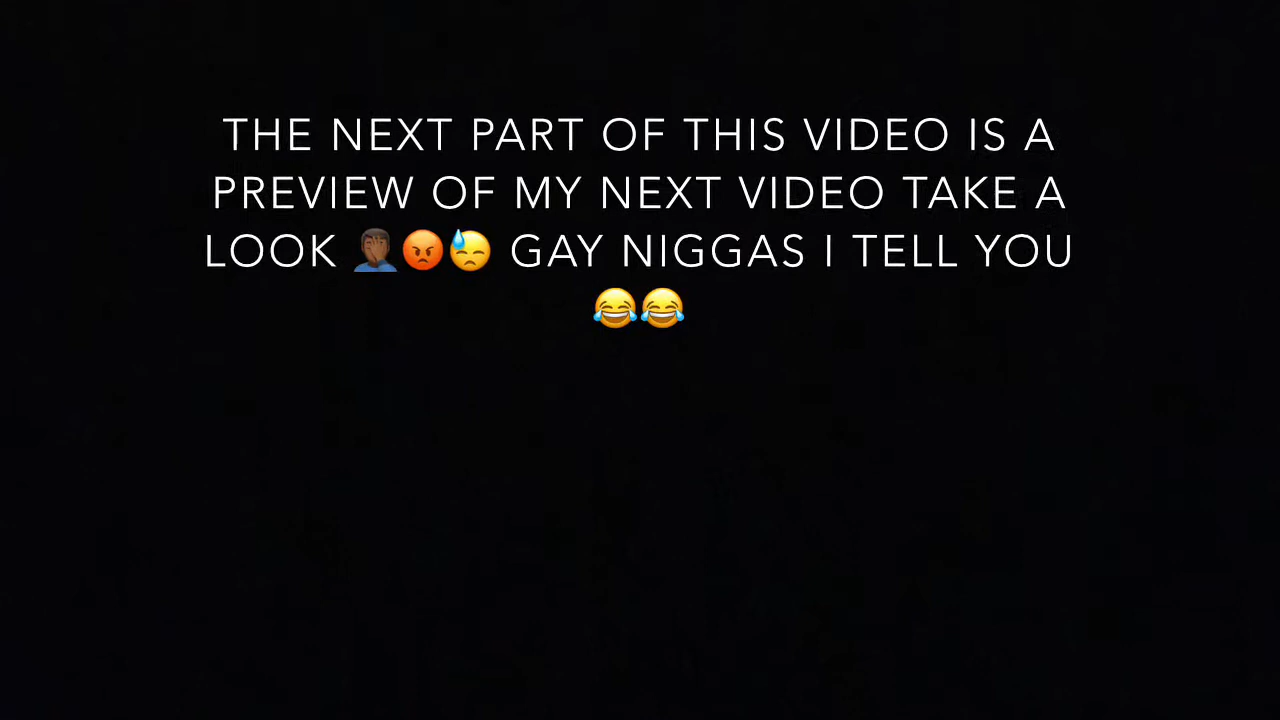 THE NEXT PART OF THIS VIDEO IS A
PREVIEW OF MY NEXT VIDEO TAKE A
LOOK 🤦🏾‍♂️😡😓 GAY NIGGAS I TELL YOU
😂😂